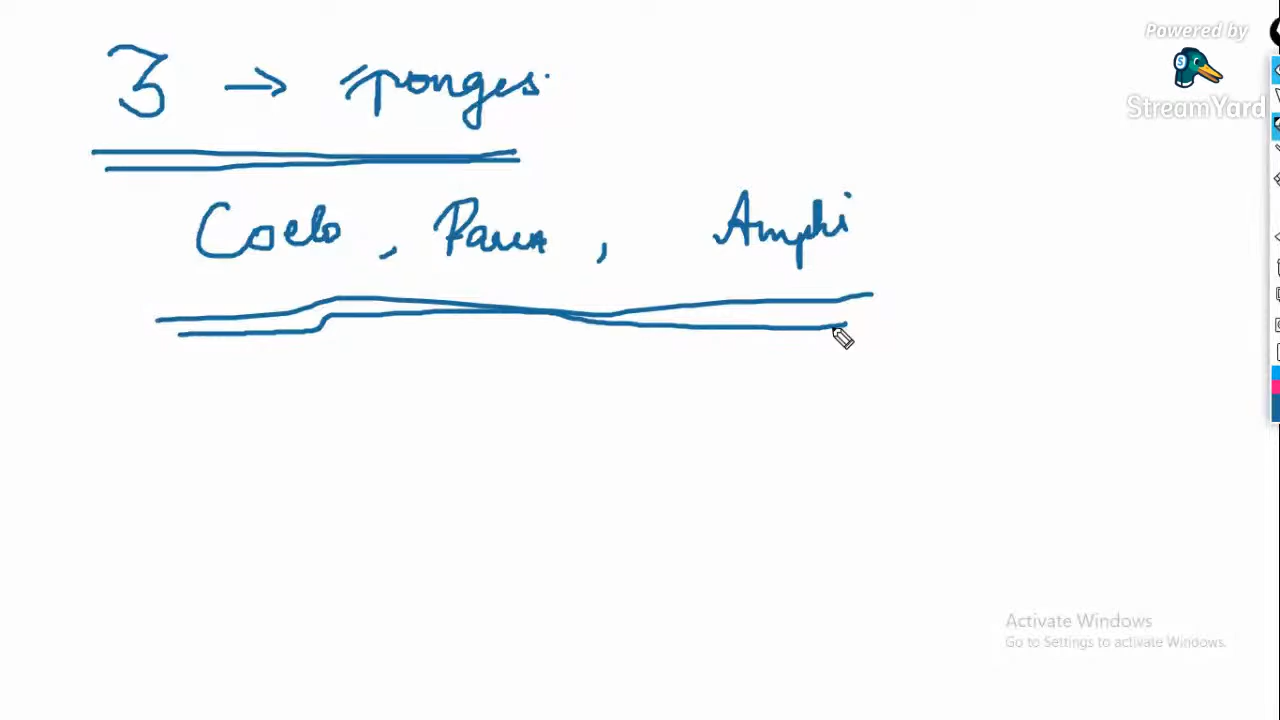 Powered by
StreamYard
3 → sponges
Coelo, Para, Amphi
Activate Windows
Go to Settings to activate Windows.